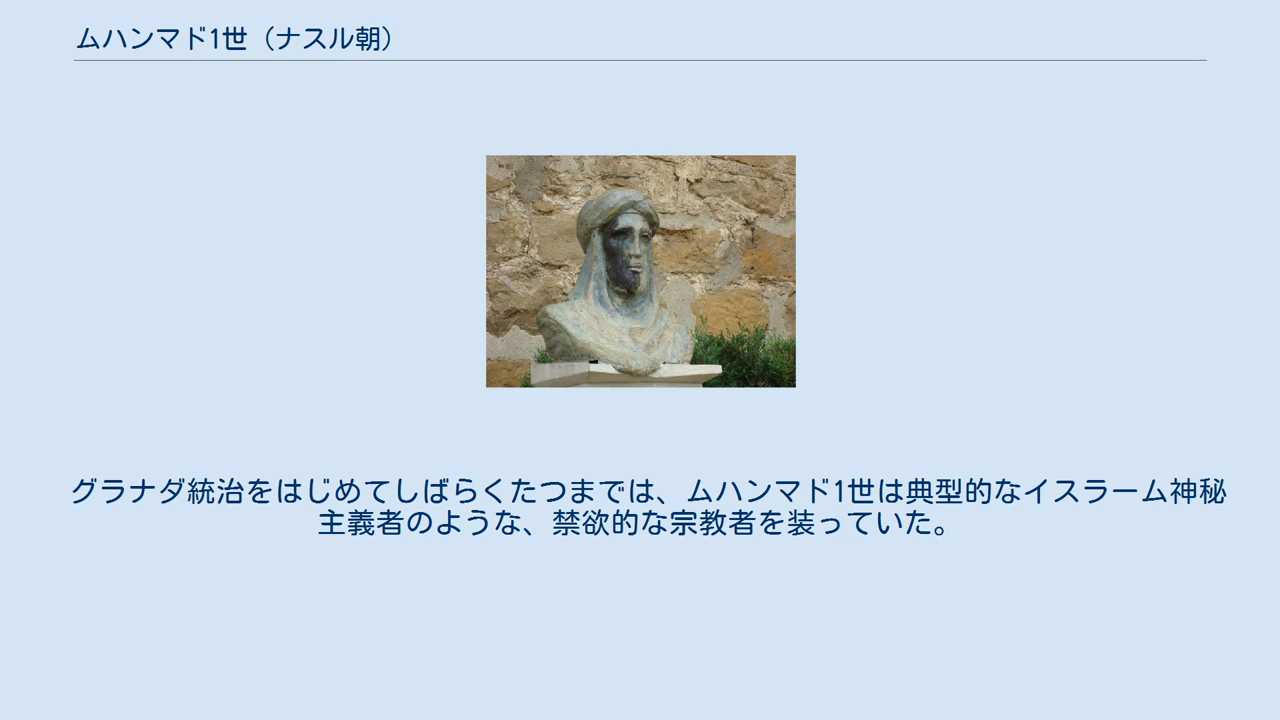 ムハンマド1世（ナスル朝）
グラナダ統治をはじめてしばらくたつまでは、ムハンマド1世は典型的なイスラーム神秘
主義者のような、禁欲的な宗教者を装っていた。